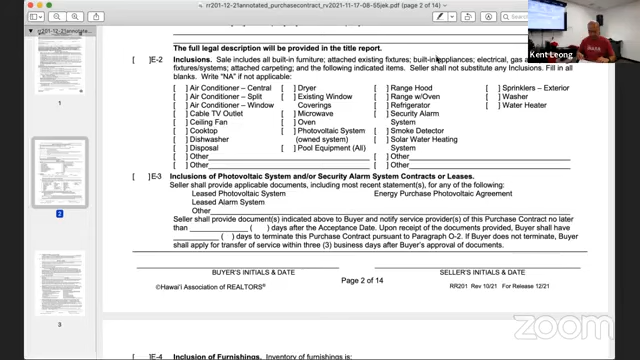 rr201-12-21annotated_purchasecontract_rv2021-11-17-08-55jek.pdf (page 2 of 14)
Search
Kent Leong
The full legal description will be provided in the title report.
[ ]E-2 Inclusions. Sale includes all built-in furniture; attached existing fixtures; built-in appliances; electrical, gas a
fixtures/systems; attached carpeting; and the following indicated items. Seller shall not substitute any Inclusions. Fill in all
blanks. Write "NA" if not applicable.
[ ] Air Conditioner – Central [ ] Dryer [ ] Range Hood [ ] Sprinklers – Exterior
[ ] Air Conditioner – Split [ ] Existing Window [ ] Range w/Oven [ ] Washer
[ ] Air Conditioner – Window Coverings [ ] Refrigerator [ ] Water Heater
[ ] Cable TV Outlet [ ] Microwave [ ] Security Alarm
[ ] Ceiling Fan [ ] Oven System
[ ] Cooktop [ ] Photovoltaic System [ ] Smoke Detector
[ ] Dishwasher (owned system) [ ] Solar Water Heating
[ ] Disposal [ ] Pool Equipment (All) System
[ ] Other [ ] Other
[ ] Other [ ] Other
[ ]E-3 Inclusions of Photovoltaic System and/or Security Alarm System Contracts or Leases.
Seller shall provide applicable documents, including most recent statement(s), for any of the following:
Leased Photovoltaic System Energy Purchase Photovoltaic Agreement
Leased Alarm System
Other
Seller shall provide document(s) indicated above to Buyer and notify service provider(s) of this Purchase Contract no later
than ( ) days after the Acceptance Date. Upon receipt of the documents provided, Buyer shall have
( ) days to terminate this Purchase Contract pursuant to Paragraph O-2. If Buyer does not terminate, Buyer
shall apply for transfer of service within three (3) business days after Buyer's approval of documents.
BUYER'S INITIALS & DATE SELLER'S INITIALS & DATE
Page 2 of 14
©Hawai'i Association of REALTORS® RR201 Rev 10/21 For Release 12/21
[ ]E-4 Inclusion of Furnishings. Inventory of furnishings is:
1
2
3
zoom